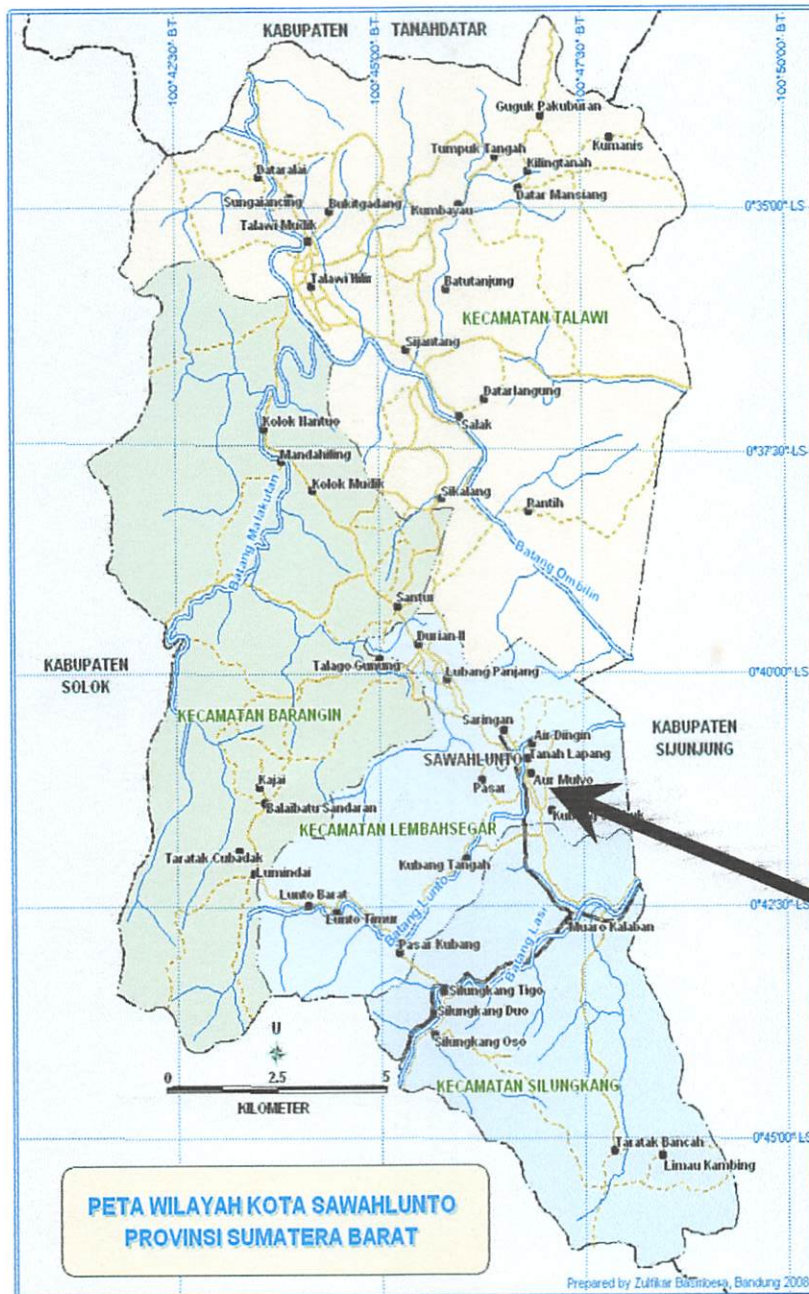 KABUPATEN TANAHDATAR
100°42'30" BT
100°45'00" BT
100°47'30" BT
100°50'00" BT
Guguk Pakuburan
Kumanis
Tumpuk Tangah
Kilingtanah
Dataralai
Datar Mansiang
Sungaiancing
Bukitgadang
Kumbayau
0°35'00" LS
Talawi Mudik
Talawi Hilir
Batutanjung
KECAMATAN TALAWI
Sijantang
Datarlangung
Salak
Kolok Nantuo
0°37'30" LS
Mandahiling
Kolok Mudik
Sikalang
Rantih
Batang Malakutan
Batang Ombilin
Santur
Durian-II
KABUPATEN
SOLOK
Talago Gunung
Lubang Panjang
0°40'00" LS
KECAMATAN BARANGIN
Saringan
KABUPATEN
SIJUNJUNG
Air Dingin
SAWAHLUNTO
Tanah Lapang
Pasar
Aur Mulyo
Kajai
Balaibatu Sandaran
KECAMATAN LEMBAHSEGAR
Taratak Cubadak
Kubang Tangah
Lumindai
Batang Lunto
Lunto Barat
Lunto Timur
0°42'30" LS
Muaro Kalaban
Batang Lasi
Pasar Kubang
Silungkang Tigo
Silungkang Duo
Silungkang Oso
U
0 2.5 5
KILOMETER
KECAMATAN SILUNGKANG
0°45'00" LS
Taratak Bancah
Limau Kambing
PETA WILAYAH KOTA SAWAHLUNTO
PROVINSI SUMATERA BARAT
Prepared by Zulfikar Bandung 2008